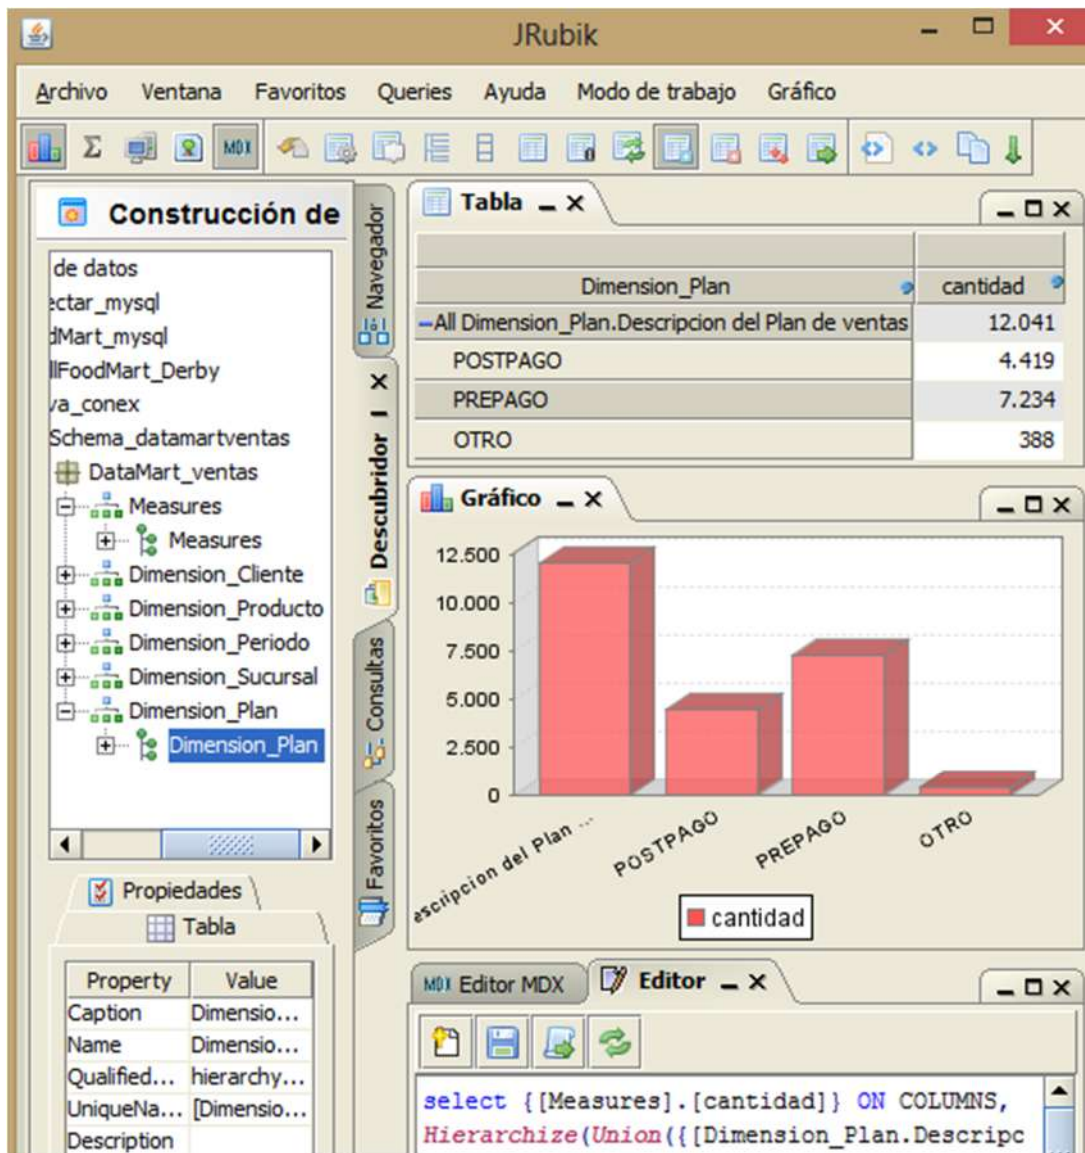 JRubik
Archivo Ventana Favoritos Queries Ayuda Modo de trabajo Gráfico
MDX
Construcción de
de datos
ectar_mysql
dMart_mysql
llFoodMart_Derby
va_conex
Schema_datamartventas
DataMart_ventas
Measures
Measures
Dimension_Cliente
Dimension_Producto
Dimension_Periodo
Dimension_Sucursal
Dimension_Plan
Dimension_Plan
Navegador
Descubridor
Consultas
Favoritos
Propiedades
Tabla
Property Value
Caption Dimensio...
Name Dimensio...
Qualified... hierarchy...
UniqueNa... [Dimensio...
Description
Tabla
Dimension_Plan cantidad
All Dimension_Plan.Descripcion del Plan de ventas 12.041
POSTPAGO 4.419
PREPAGO 7.234
OTRO 388
Gráfico
12.500
10.000
7.500
5.000
2.500
0
escripcion del Plan ...
POSTPAGO
PREPAGO
OTRO
cantidad
MDX Editor MDX
Editor
select {[Measures].[cantidad]} ON COLUMNS,
Hierarchize(Union({[Dimension_Plan.Descripc